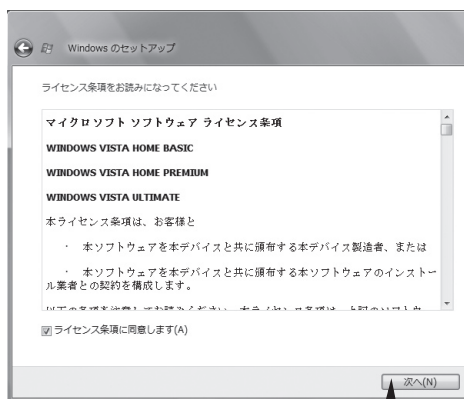 Windows のセットアップ
ライセンス条項をお読みになってください
マイクロソフト ソフトウェア ライセンス条項
WINDOWS VISTA HOME BASIC
WINDOWS VISTA HOME PREMIUM
WINDOWS VISTA ULTIMATE
本ライセンス条項は、お客様と
・ 本ソフトウェアを本デバイスと共に頒布する本デバイス製造者、または
・ 本ソフトウェアを本デバイスと共に頒布する本ソフトウェアのインストー
ル業者との契約を構成します。
ライセンス条項に同意します(A)
次へ(N)